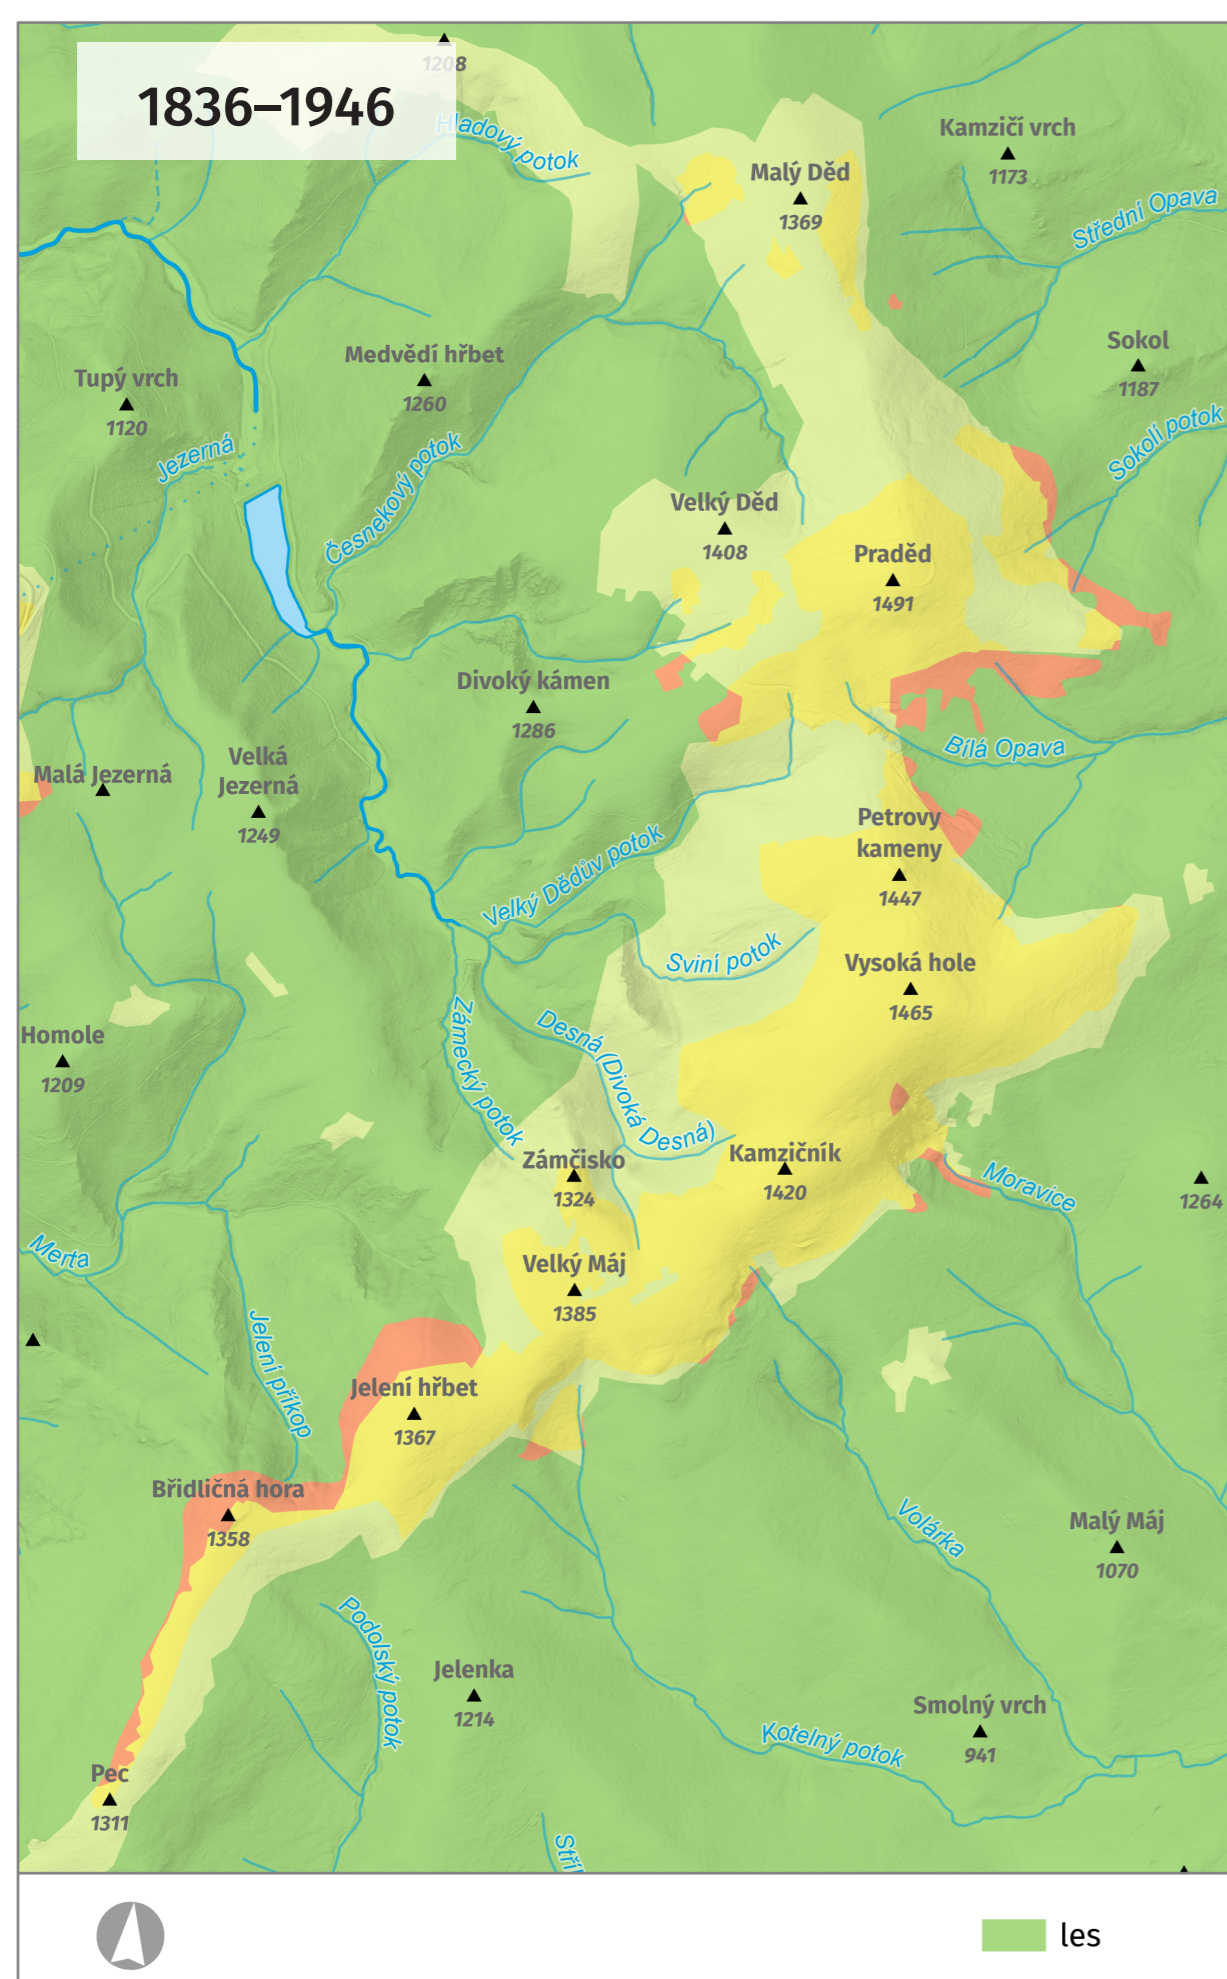 1836–1946
1208
Hladový potok
Kamzičí vrch
1173
Malý Děd
1369
Střední Opava
Medvědí hřbet
1260
Sokol
1187
Tupý vrch
1120
Jezerná
Česnekový potok
Sokolí potok
Velký Děd
1408
Praděd
1491
Divoký kámen
1286
Bílá Opava
Malá Jezerná
Velká
Jezerná
1249
Petrovy
kameny
1447
Velký Dědův potok
Sviní potok
Vysoká hole
1465
Homole
1209
Zámecký potok
Desná (Divoká Desná)
Zámčisko
1324
Kamzičník
1420
Moravice
1264
Merta
Velký Máj
1385
Jelení příkop
Jelení hřbet
1367
Břidličná hora
1358
Volárka
Malý Máj
1070
Podolský potok
Jelenka
1214
Smolný vrch
941
Kotelný potok
Pec
1311
Stří
les